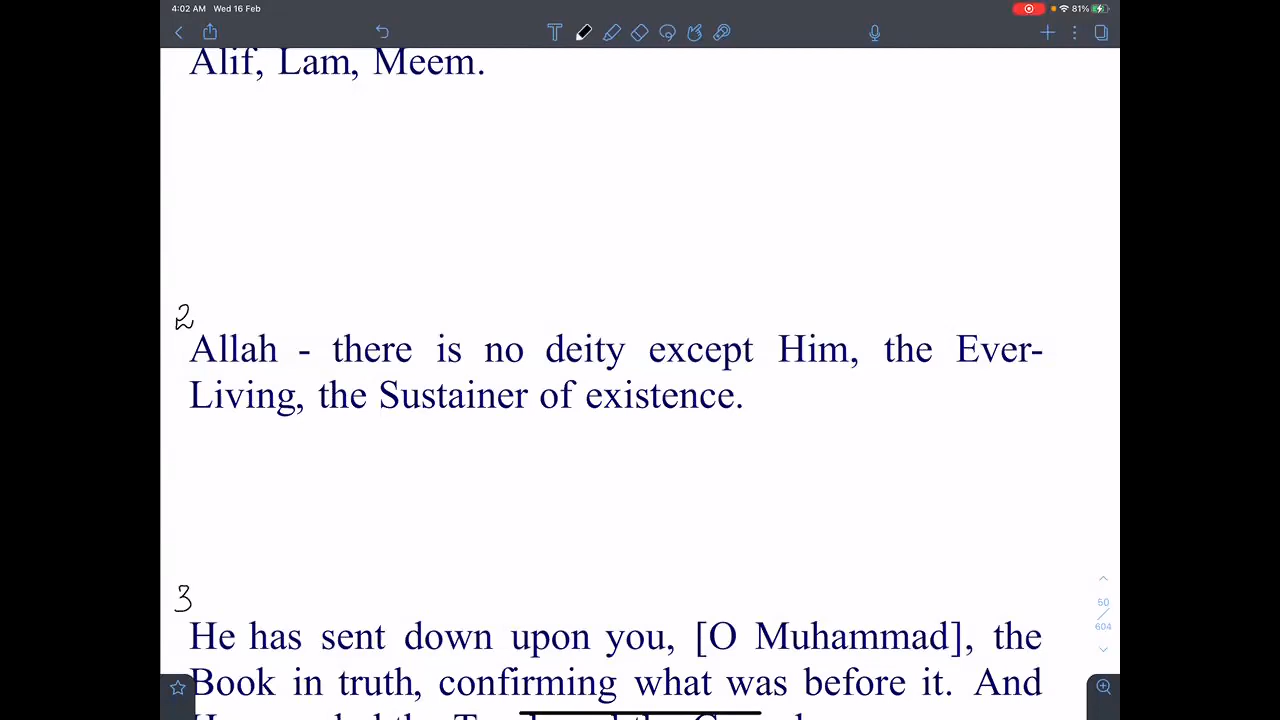 4:02 AM Wed 16 Feb
81%
Alif, Lam, Meem.
2
Allah - there is no deity except Him, the Ever-
Living, the Sustainer of existence.
3
He has sent down upon you, [O Muhammad], the
Book in truth, confirming what was before it. And
50
604